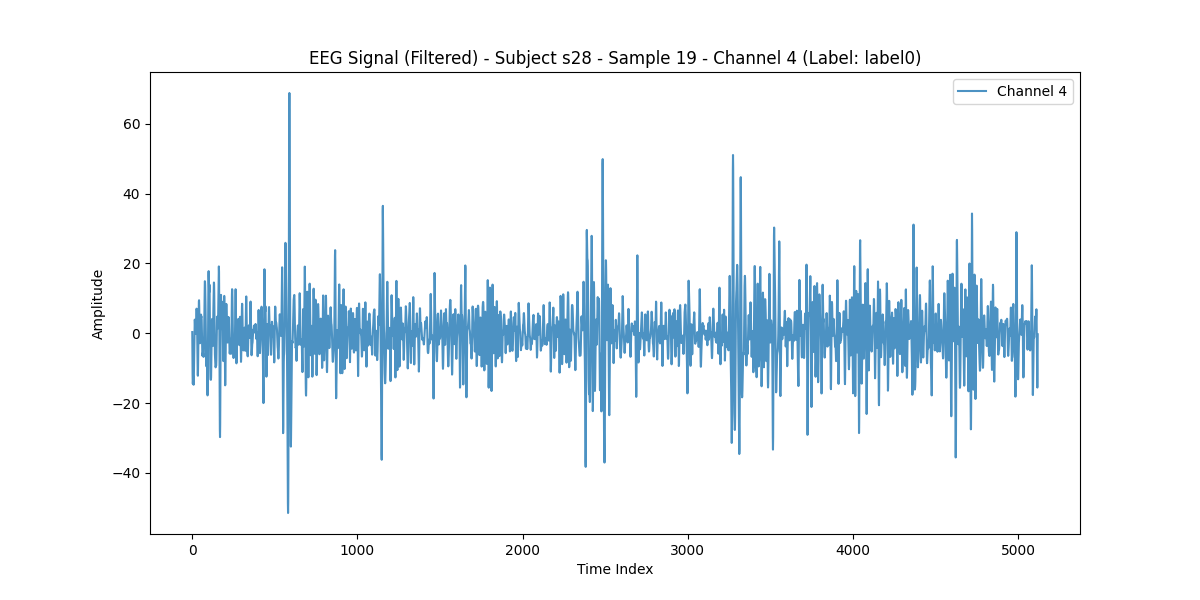 EEG Signal (Filtered) - Subject s28 - Sample 19 - Channel 4 (Label: label0)
Channel 4
60
40
20
0
−20
−40
Amplitude
0 1000 2000 3000 4000 5000
Time Index